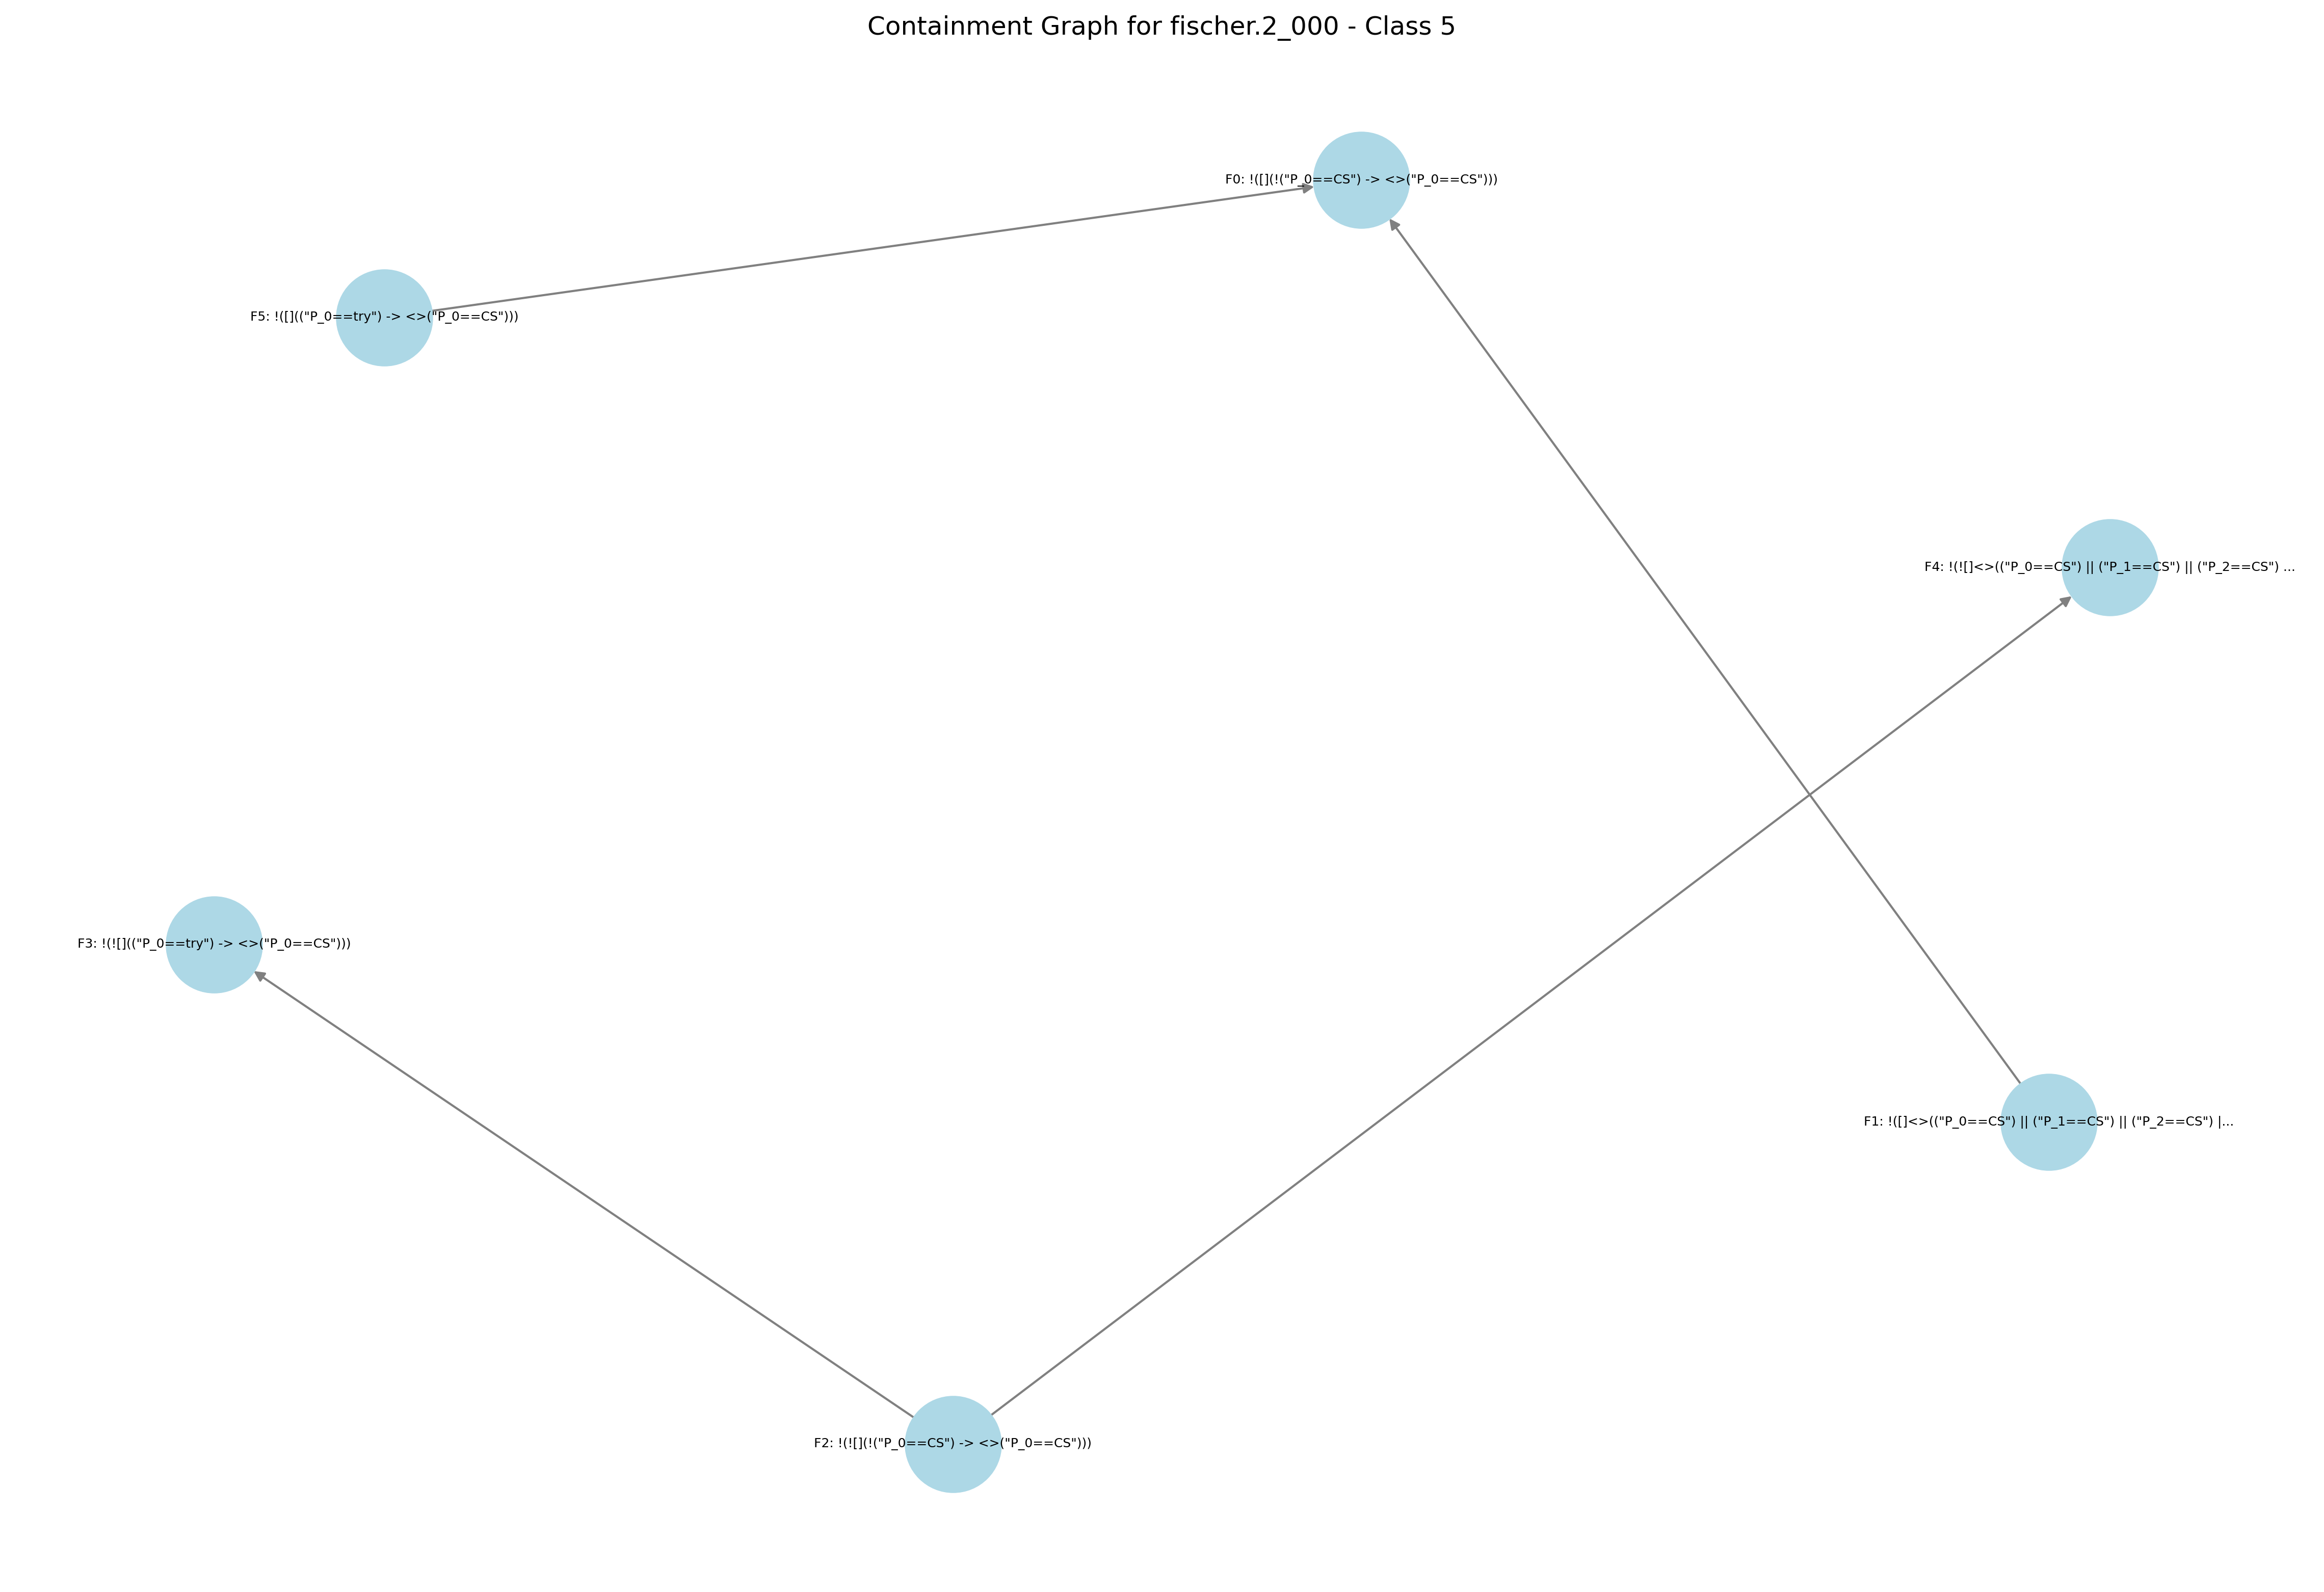 Containment Graph for fischer.2_000 - Class 5
F0: !([](!("P_0==CS") -> <>("P_0==CS")))
F5: !([](("P_0==try") -> <>("P_0==CS")))
F4: !(![]<>(("P_0==CS") || ("P_1==CS") || ("P_2==CS") ...
F3: !(![](("P_0==try") -> <>("P_0==CS")))
F1: !([]<>(("P_0==CS") || ("P_1==CS") || ("P_2==CS") |...
F2: !(![](!("P_0==CS") -> <>("P_0==CS")))